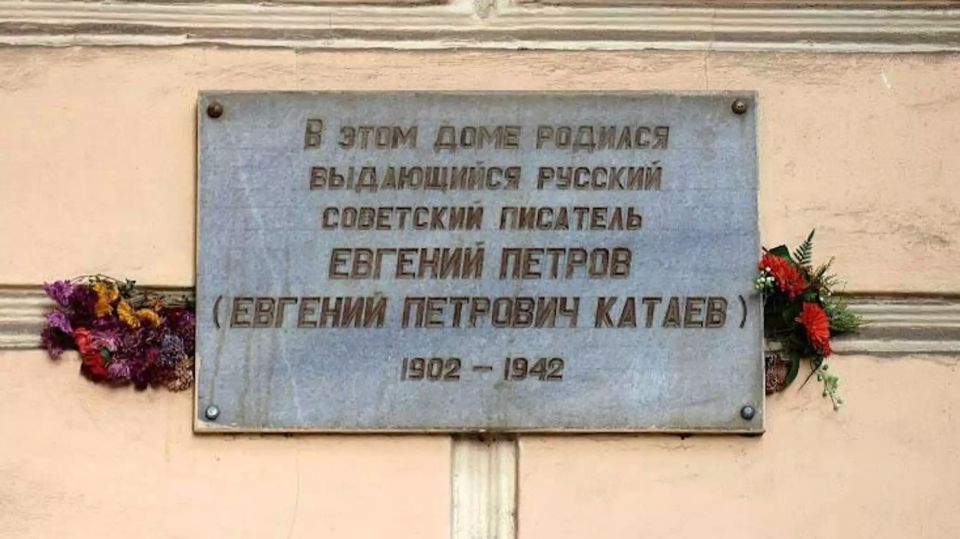 В ЭТОМ ДОМЕ РОДИЛСЯ
ВЫДАЮЩИЙСЯ РУССКИЙ
СОВЕТСКИЙ ПИСАТЕЛЬ
ЕВГЕНИЙ ПЕТРОВ
(ЕВГЕНИЙ ПЕТРОВИЧ КАТАЕВ)
1902 – 1942